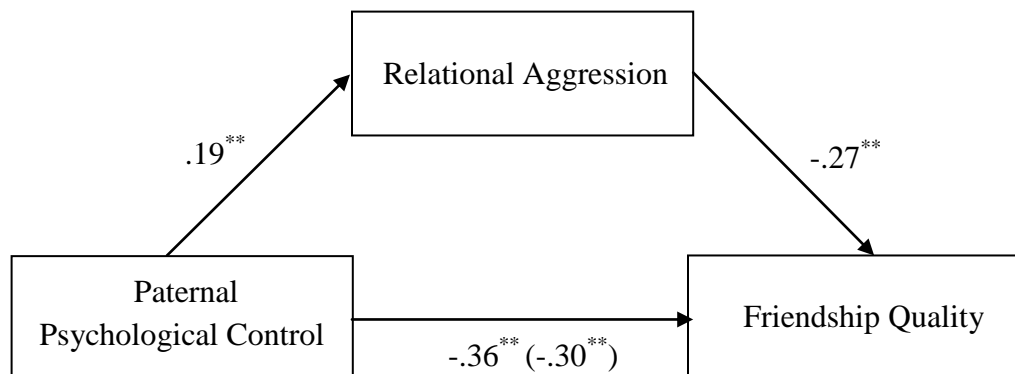 Relational Aggression
.19**
-.27**
Paternal
Psychological Control
Friendship Quality
-.36** (-.30**)